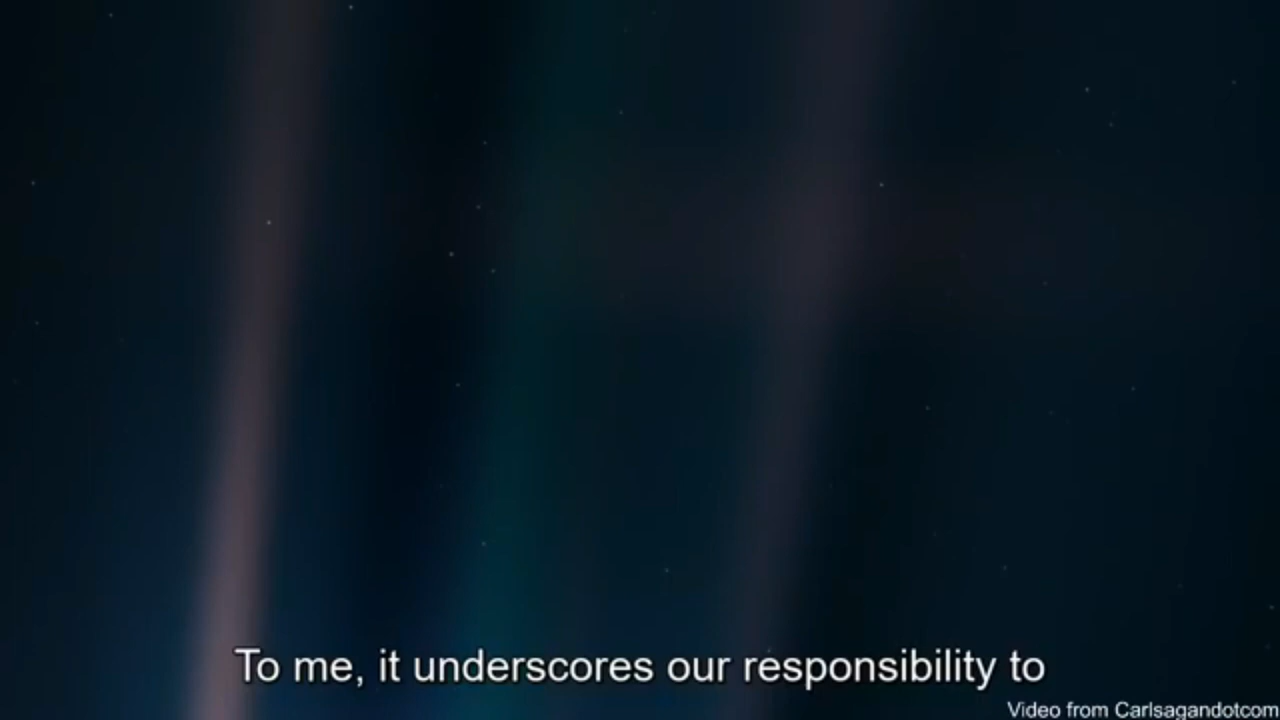 To me, it underscores our responsibility to
Video from Carlsagandotcom